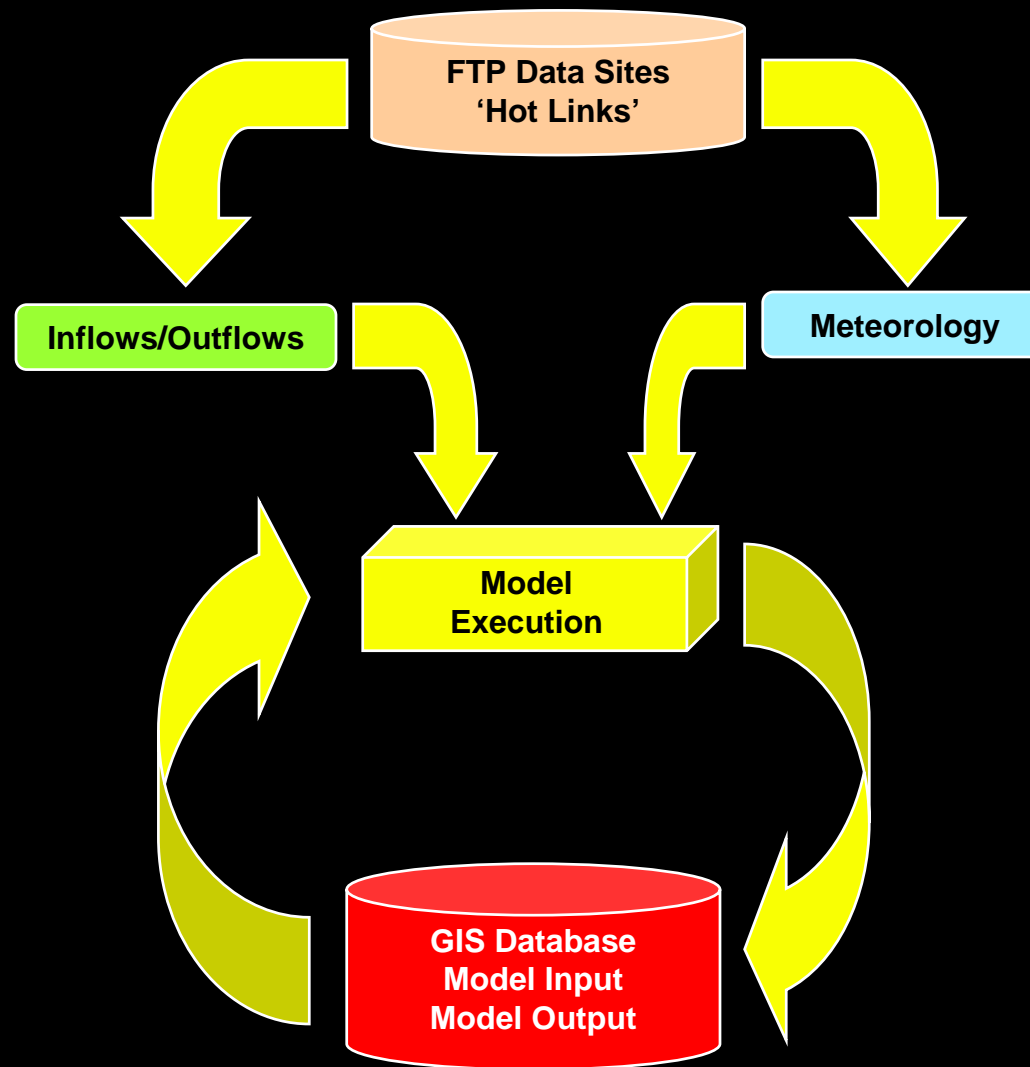 FTP Data Sites
‘Hot Links’
Inflows/Outflows
Meteorology
Model
Execution
GIS Database
Model Input
Model Output